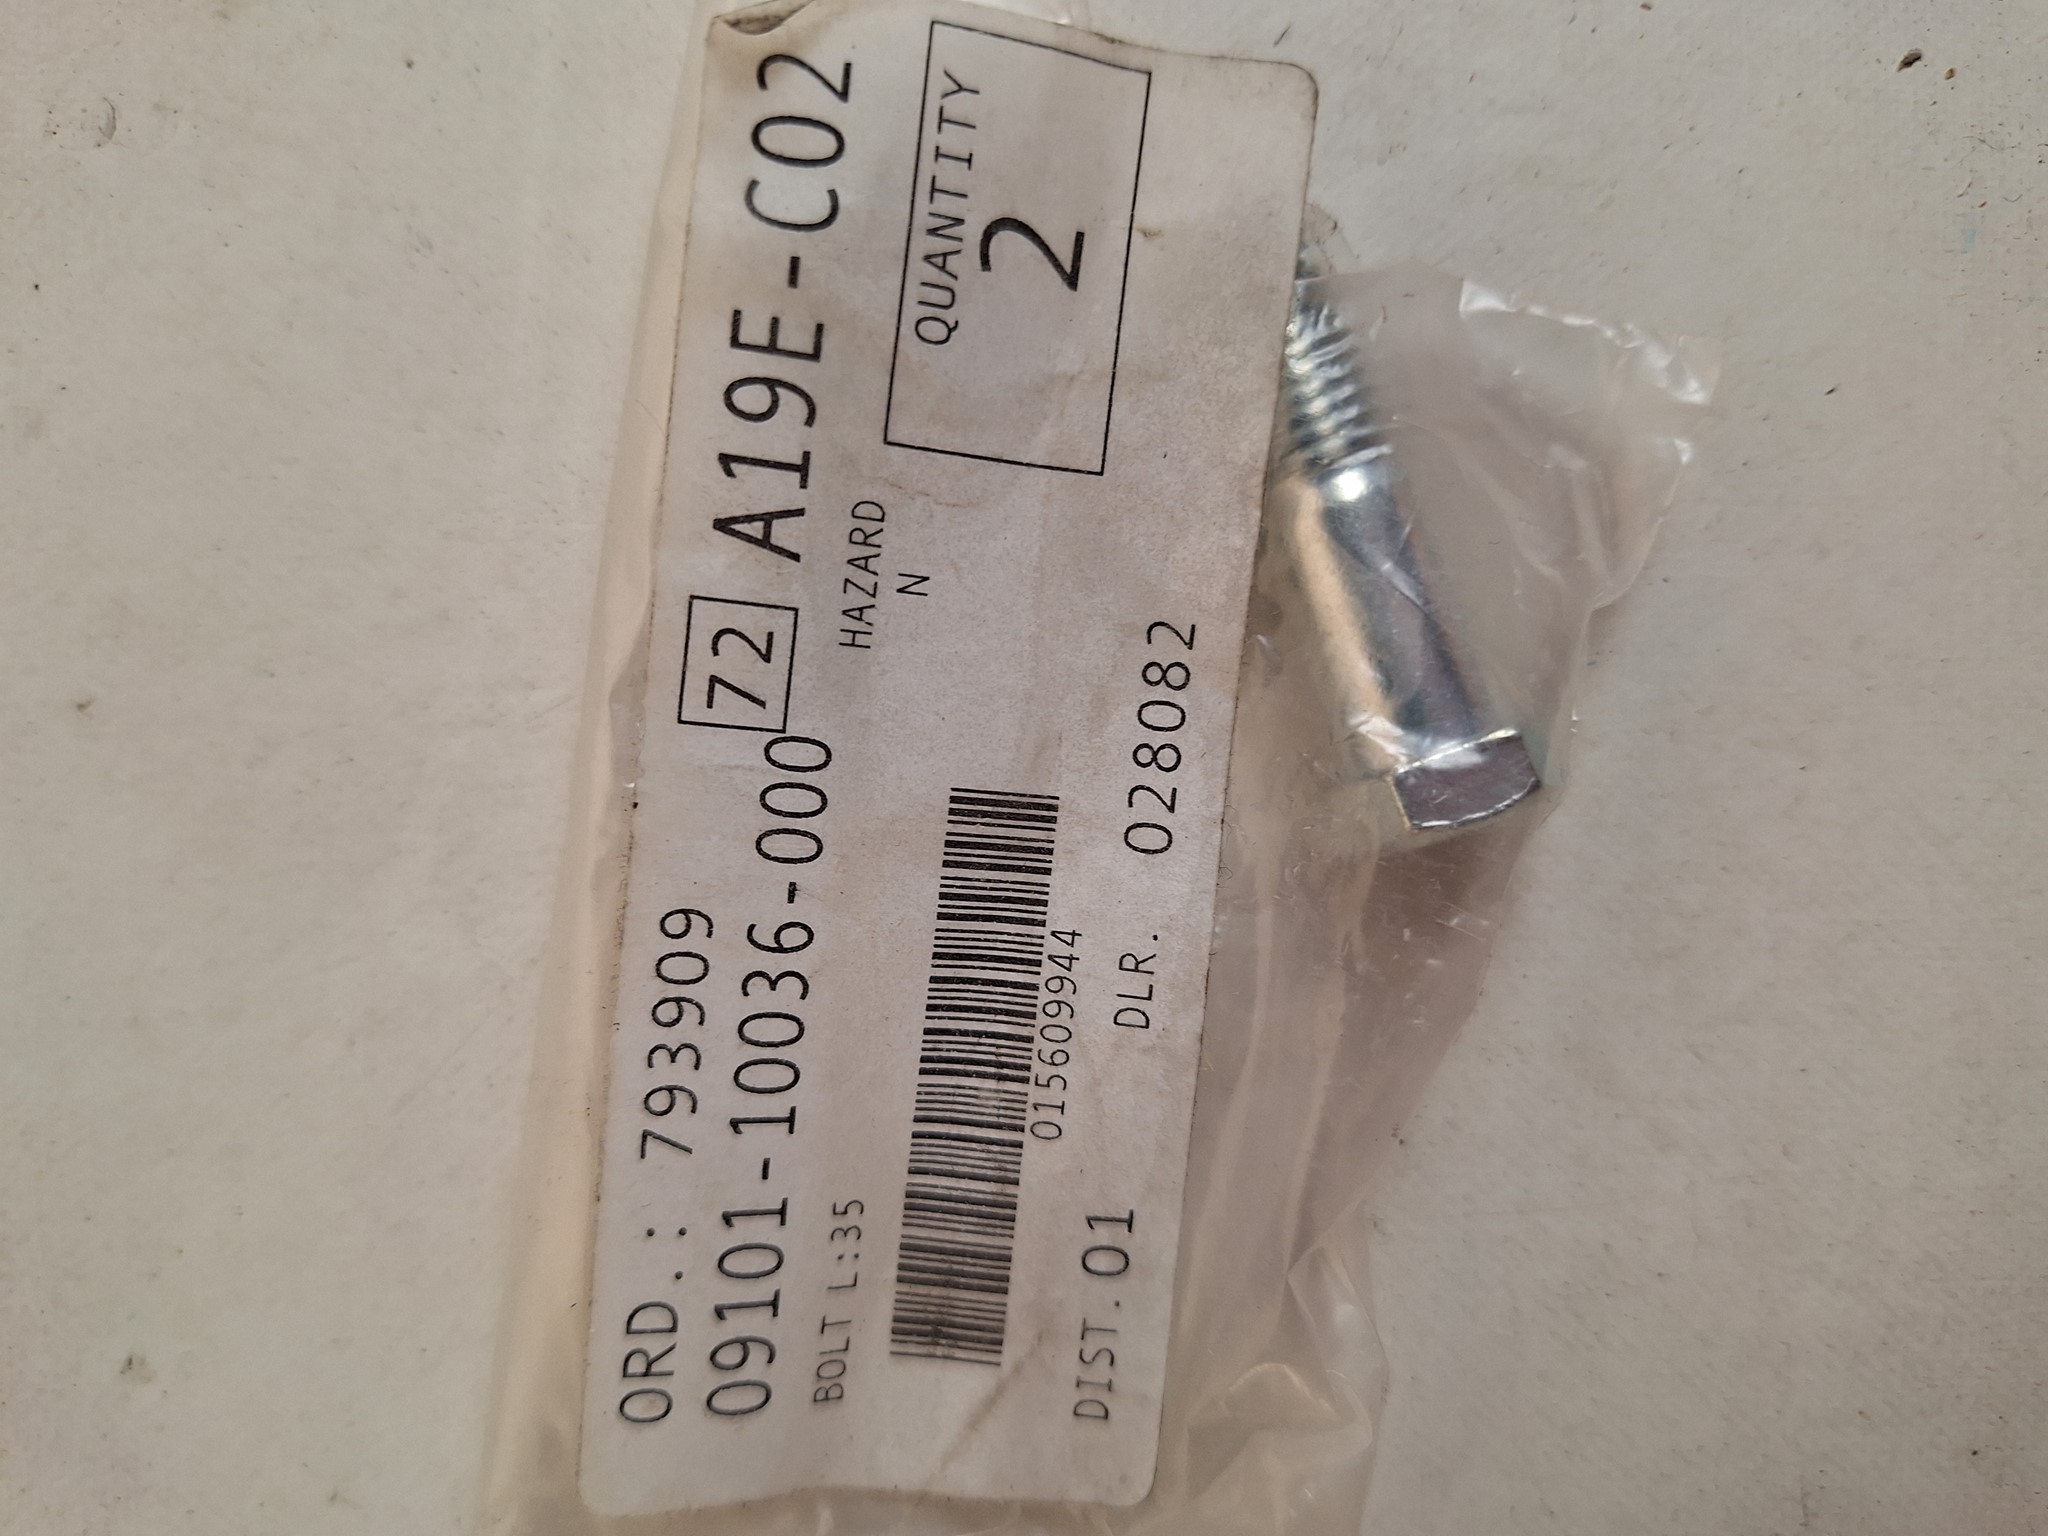 ORD.: 793909
09101-10036-000 72 A19E-C02
BOLT L:35
HAZARD
N
QUANTITY
2
015609944
DIST.01 DLR. 028082